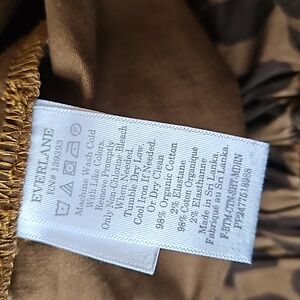 EVERLANE
RN# 139393
Machine Wash Cold
With Like Colors.
Only Non-Chlorine Bleach
When Needed.
Tumble Dry Low.
Remove Promptly
Cool Iron If Needed.
Or Dry Clean
98% Organic Cotton
2% Elastane
98% Coton Organique
2% Elasthanne
Made in Sri Lanka.
Fabriqué au Sri Lanka.